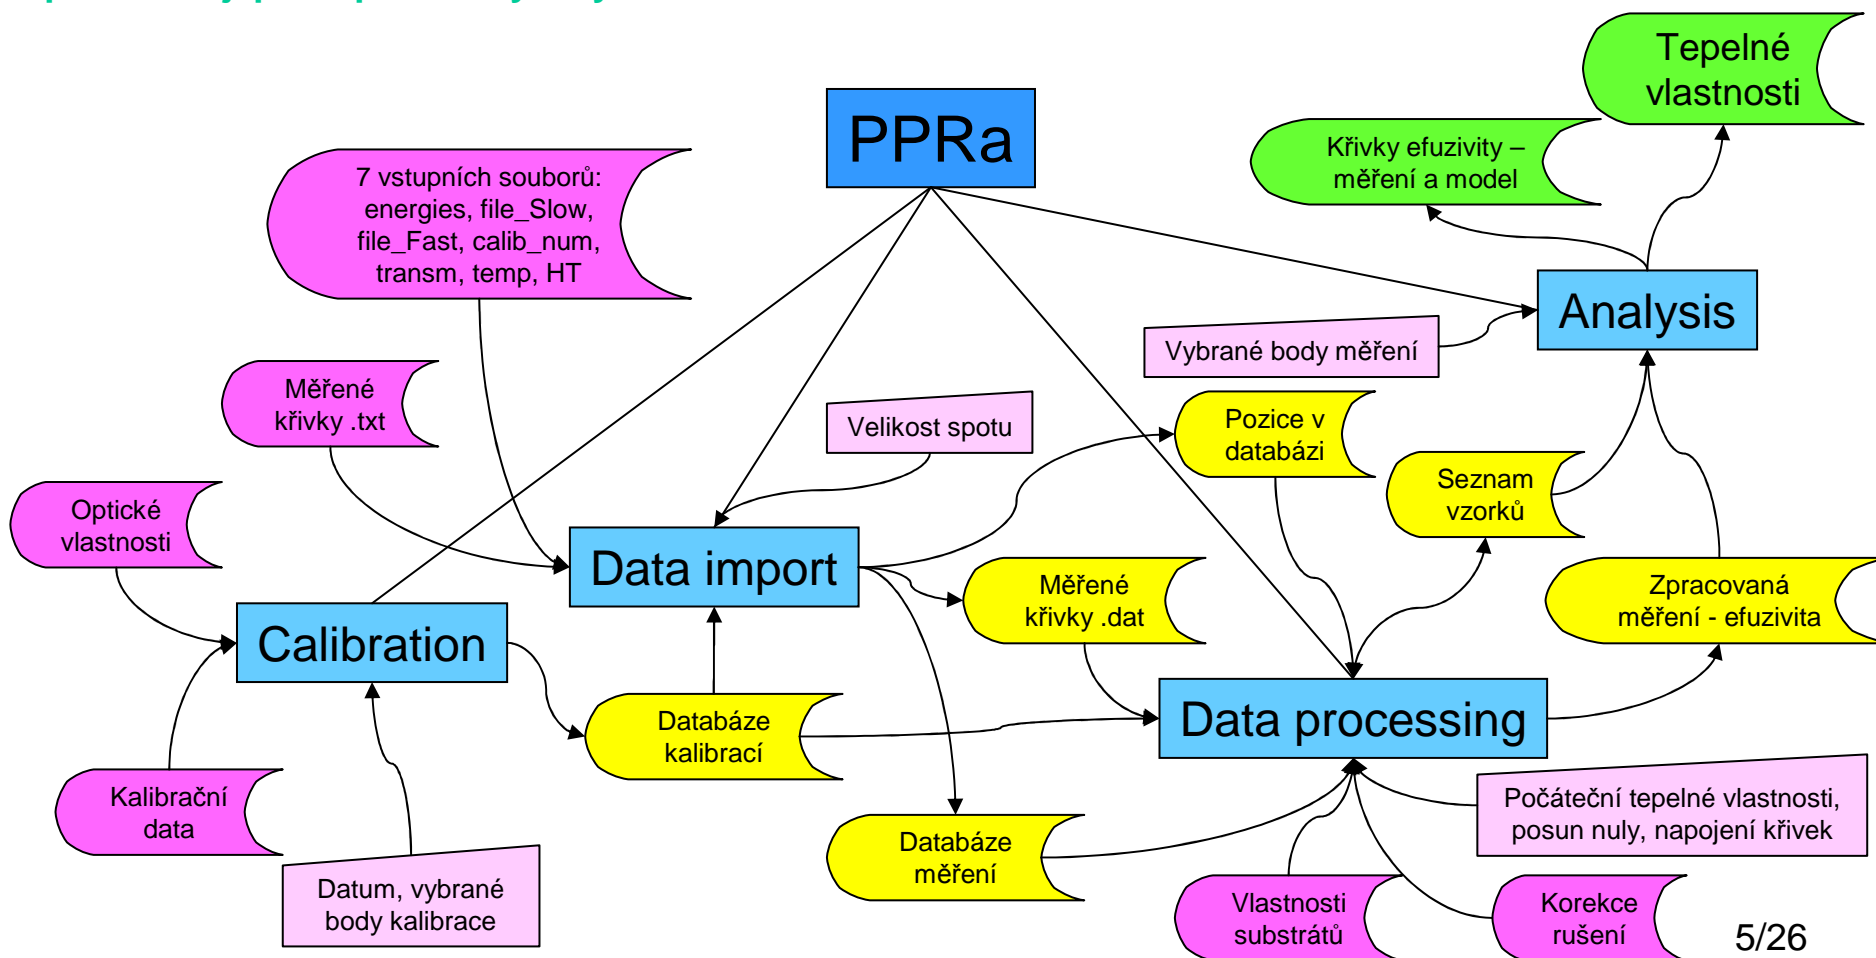 Tepelné
vlastnosti
PPRa
Křivky efuzivity –
měření a model
7 vstupních souborů:
energies, file_Slow,
file_Fast, calib_num,
transm, temp, HT
Analysis
Vybrané body měření
Měřené
křivky .txt
Velikost spotu
Pozice v
databázi
Seznam
vzorků
Optické
vlastnosti
Data import
Měřené
křivky .dat
Zpracovaná
měření - efuzivita
Calibration
Databáze
kalibrací
Data processing
Kalibrační
data
Počáteční tepelné vlastnosti,
posun nuly, napojení křivek
Databáze
měření
Datum, vybrané
body kalibrace
Vlastnosti
substrátů
Korekce
rušení
5/26